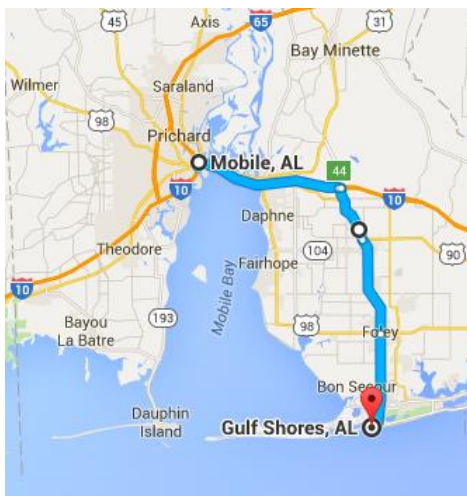 45
Axis
65
31
Bay Minette
Wilmer
Saraland
98
Prichard
Mobile, AL
44
10
10
Daphne
104
90
Theodore
Fairhope
10
Mobile Bay
193
98
Bayou
La Batre
Foley
Bon Secour
Dauphin
Island
Gulf Shores, AL